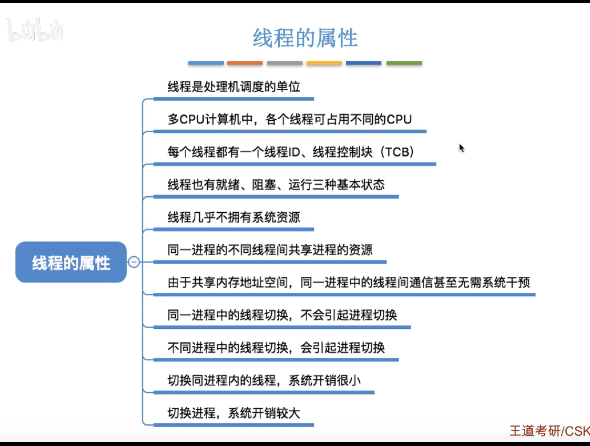 bilibili
线程的属性
线程是处理机调度的单位
多CPU计算机中，各个线程可占用不同的CPU
每个线程都有一个线程ID、线程控制块（TCB）
线程也有就绪、阻塞、运行三种基本状态
线程几乎不拥有系统资源
同一进程的不同线程间共享进程的资源
线程的属性
由于共享内存地址空间，同一进程中的线程间通信甚至无需系统干预
同一进程中的线程切换，不会引起进程切换
不同进程中的线程切换，会引起进程切换
切换同进程内的线程，系统开销很小
切换进程，系统开销较大
王道考研/CSK